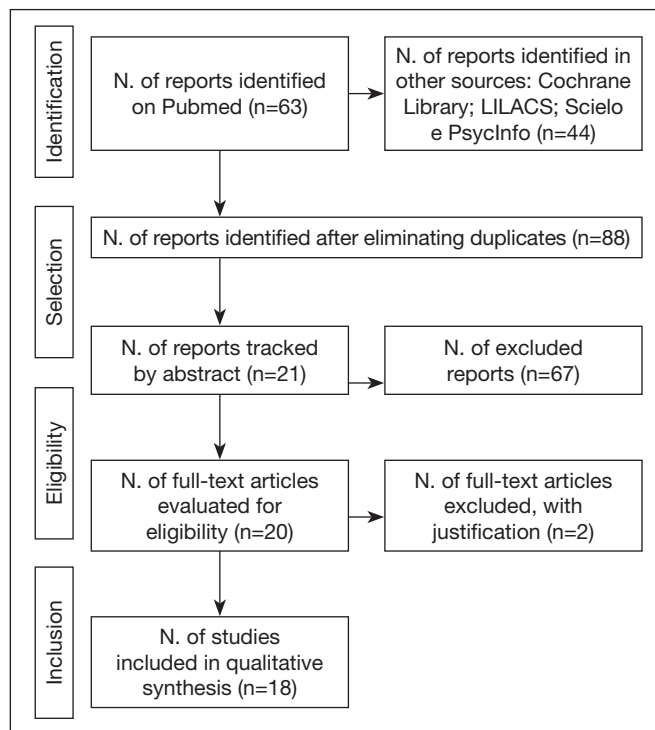 Identification
N. of reports identified
on Pubmed (n=63)
N. of reports identified in
other sources: Cochrane
Library; LILACS; Scielo
e PsycInfo (n=44)
Selection
N. of reports identified after eliminating duplicates (n=88)
N. of reports tracked
by abstract (n=21)
N. of excluded
reports (n=67)
Eligibility
N. of full-text articles
evaluated for
eligibility (n=20)
N. of full-text articles
excluded, with
justification (n=2)
Inclusion
N. of studies
included in qualitative
synthesis (n=18)